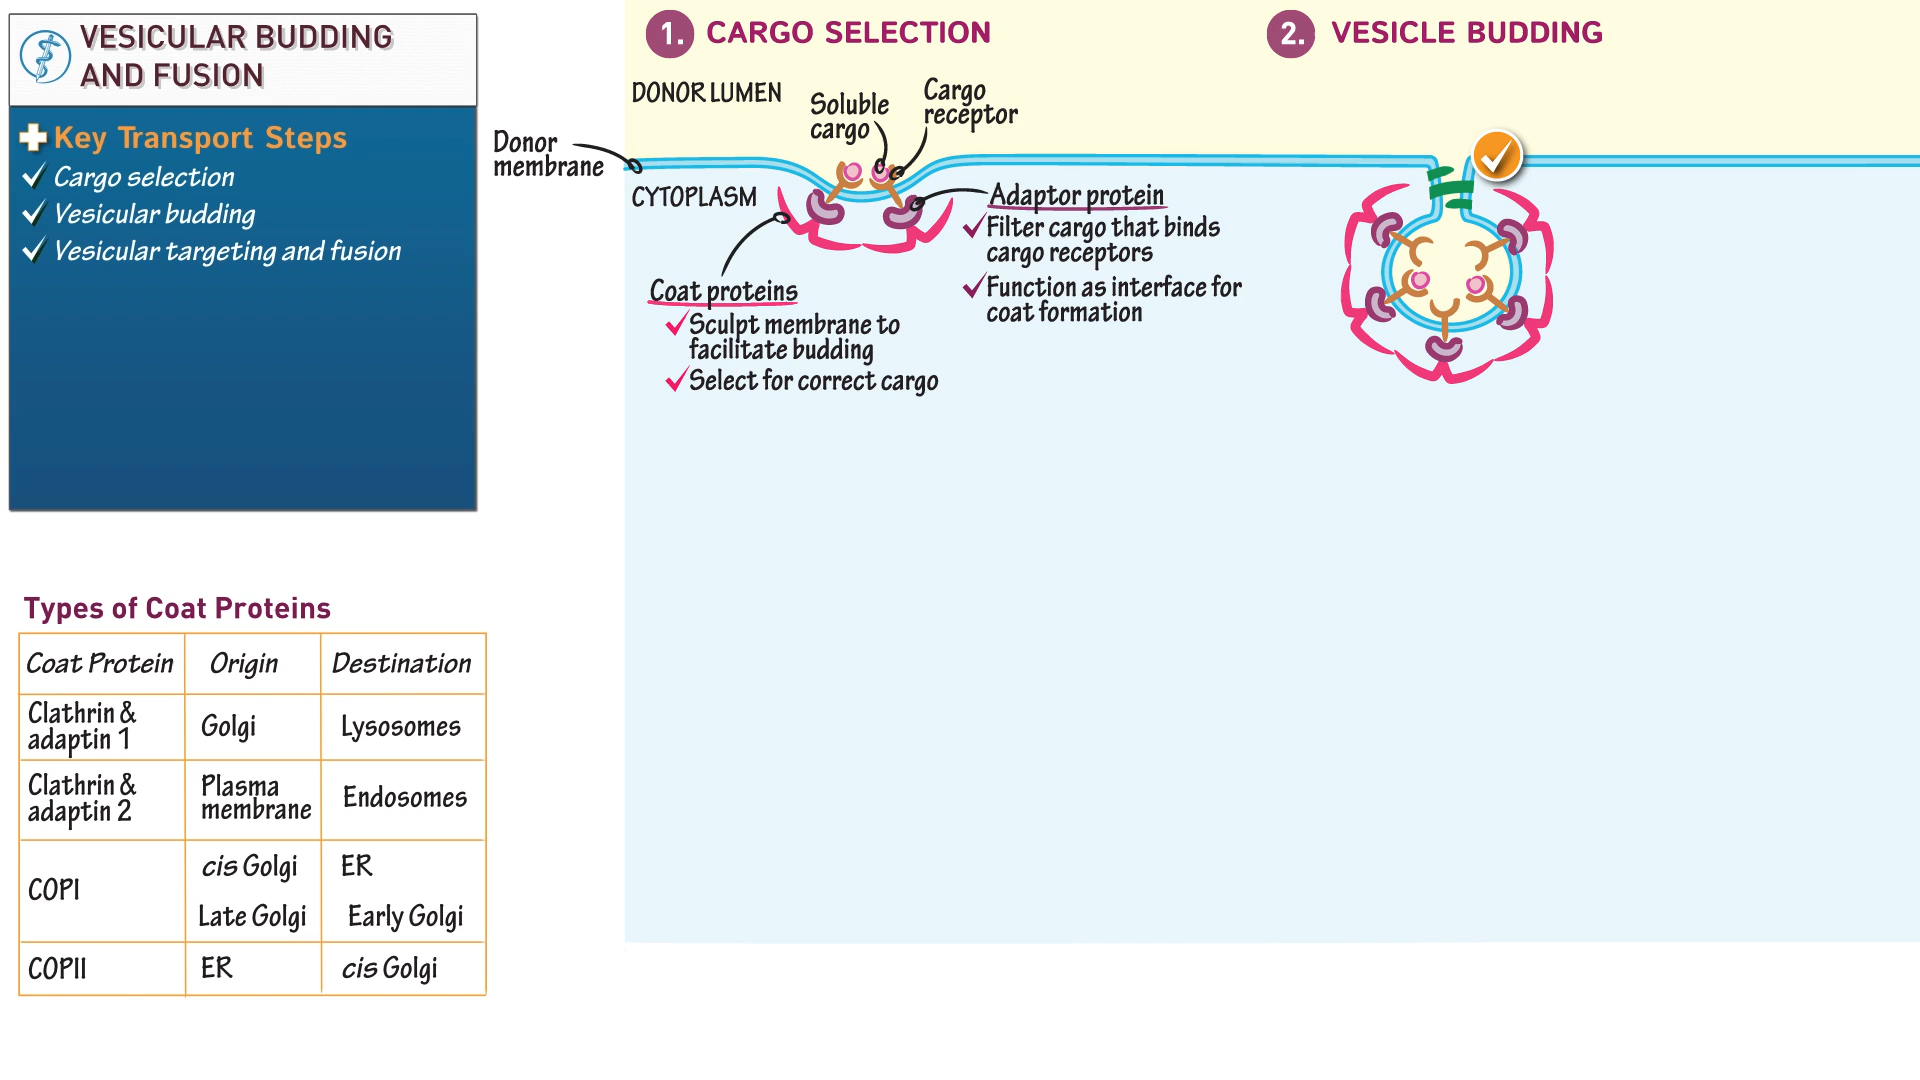 VESICULAR BUDDING
AND FUSION
Key Transport Steps
Cargo selection
Vesicular budding
Vesicular targeting and fusion
1. CARGO SELECTION
2. VESICLE BUDDING
DONOR LUMEN
Soluble
cargo
Cargo
receptor
Donor
membrane
CYTOPLASM
Adaptor protein
Filter cargo that binds
cargo receptors
Function as interface for
coat formation
Coat proteins
Sculpt membrane to
facilitate budding
Select for correct cargo
Types of Coat Proteins
Coat Protein Origin Destination
Clathrin &
adaptin 1
Golgi
Lysosomes
Clathrin &
adaptin 2
Plasma
membrane
Endosomes
COPI
cis Golgi
ER
Late Golgi
Early Golgi
COPII
ER
cis Golgi